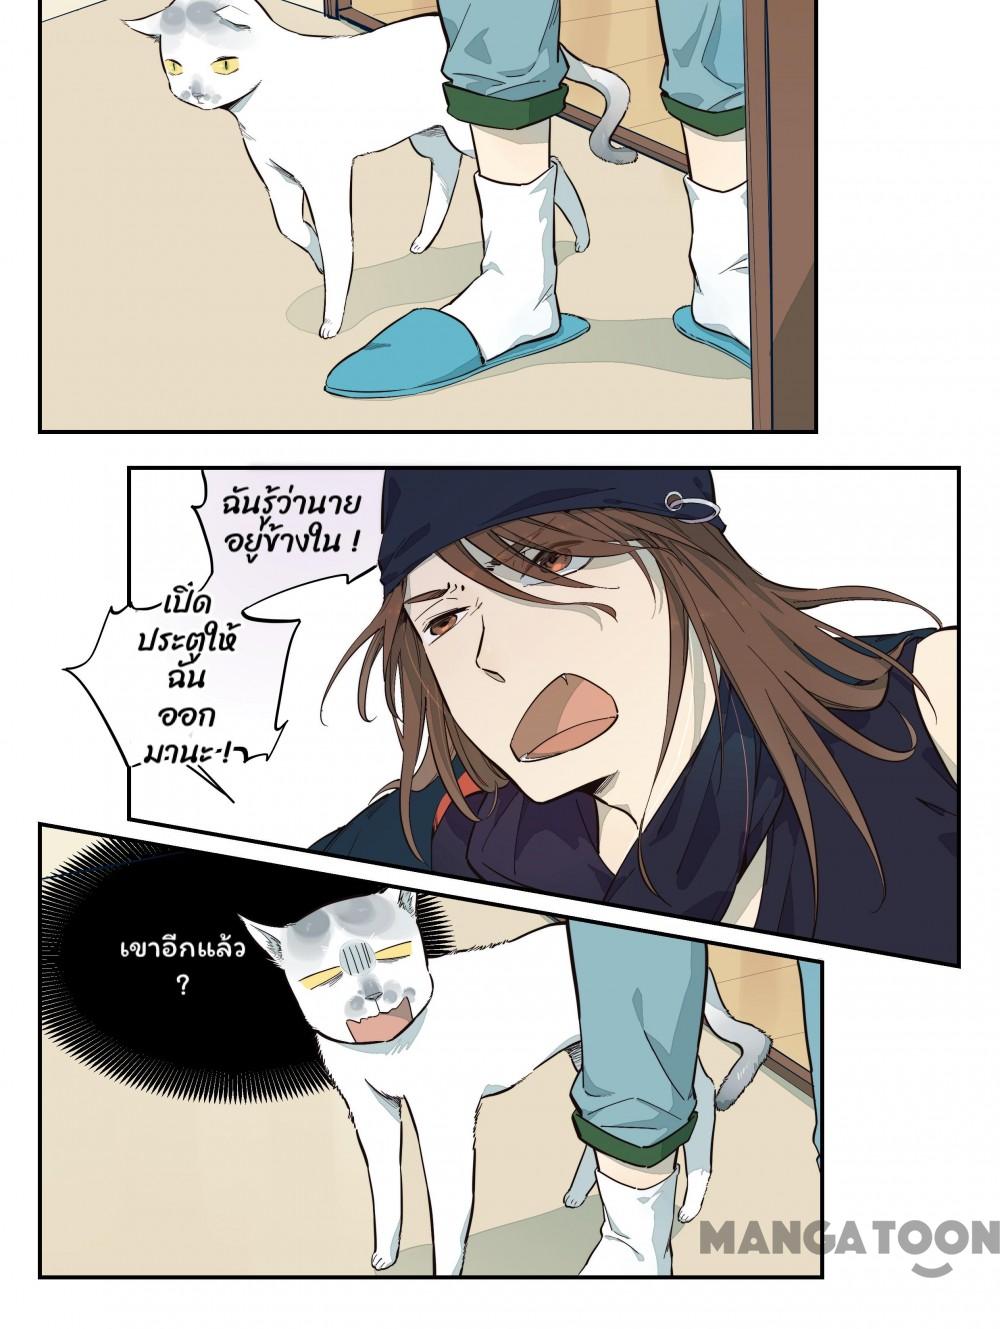 ฉันรู้ว่านาย
อยู่ข้างใน !
เปิด
ประตูให้
ฉัน
ออก
มานะ !
เขาอีกแล้ว
?
MANGATOON